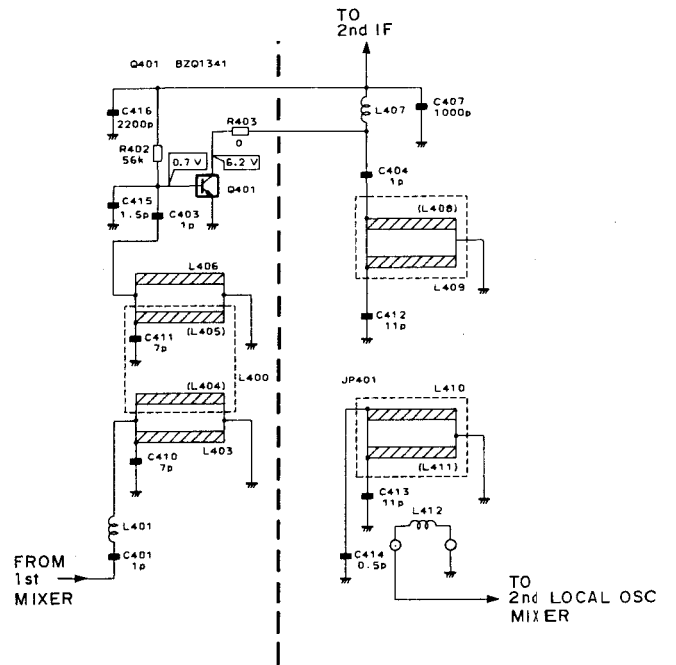 TO
2nd IF
Q401 BZQ1341
C416
2200p
R403
0
L407
C407
1000p
R402
56k
0.7 V
6.2 V
Q401
C404
1p
C415
1.5p
C403
1p
(L408)
L406
L409
C412
11p
(L405)
C411
7p
L400
JP401
L410
(L404)
L403
C410
7p
(L411)
C413
11p
L412
L401
C401
1p
C414
0.5p
FROM
1st
MIXER
TO
2nd LOCAL OSC
MIXER